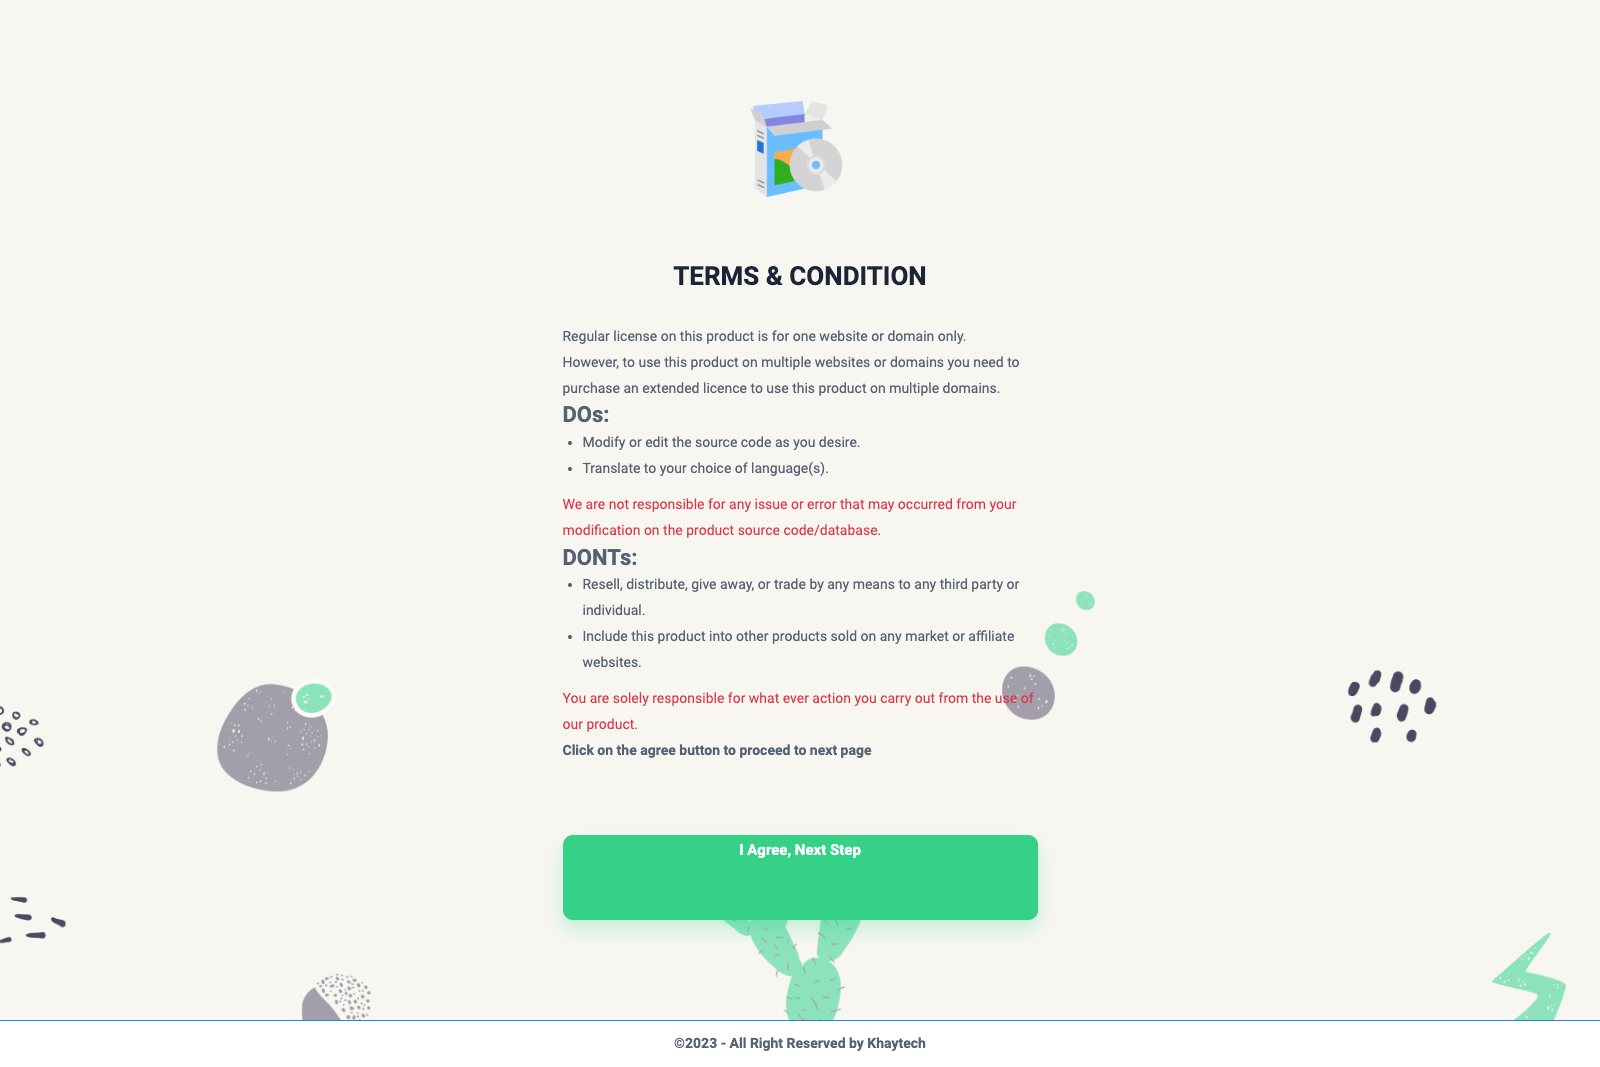 TERMS & CONDITION
Regular license on this product is for one website or domain only.
However, to use this product on multiple websites or domains you need to
purchase an extended licence to use this product on multiple domains.
DOs:
• Modify or edit the source code as you desire.
• Translate to your choice of language(s).
We are not responsible for any issue or error that may occurred from your
modification on the product source code/database.
DONTs:
• Resell, distribute, give away, or trade by any means to any third party or
individual.
• Include this product into other products sold on any market or affiliate
websites.
You are solely responsible for what ever action you carry out from the use of
our product.
Click on the agree button to proceed to next page
I Agree, Next Step
©2023 - All Right Reserved by Khaytech